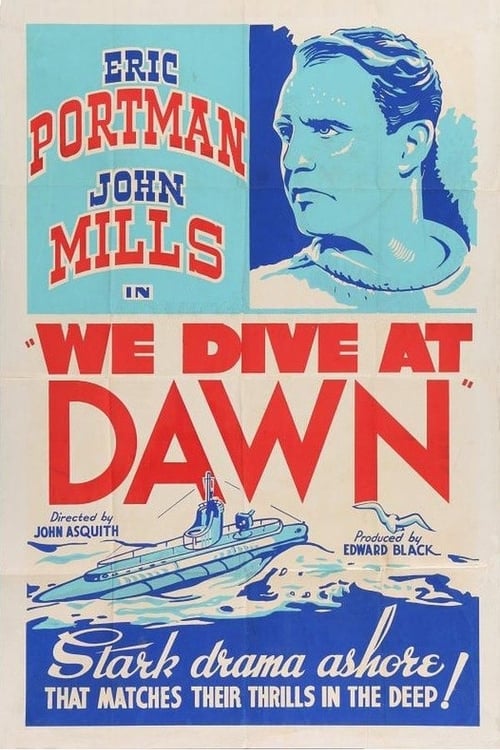 ERIC
PORTMAN
JOHN
MILLS
IN
"WE DIVE AT
DAWN"
Directed by
JOHN ASQUITH
Produced by
EDWARD BLACK
Stark drama ashore
THAT MATCHES THEIR THRILLS IN THE DEEP!